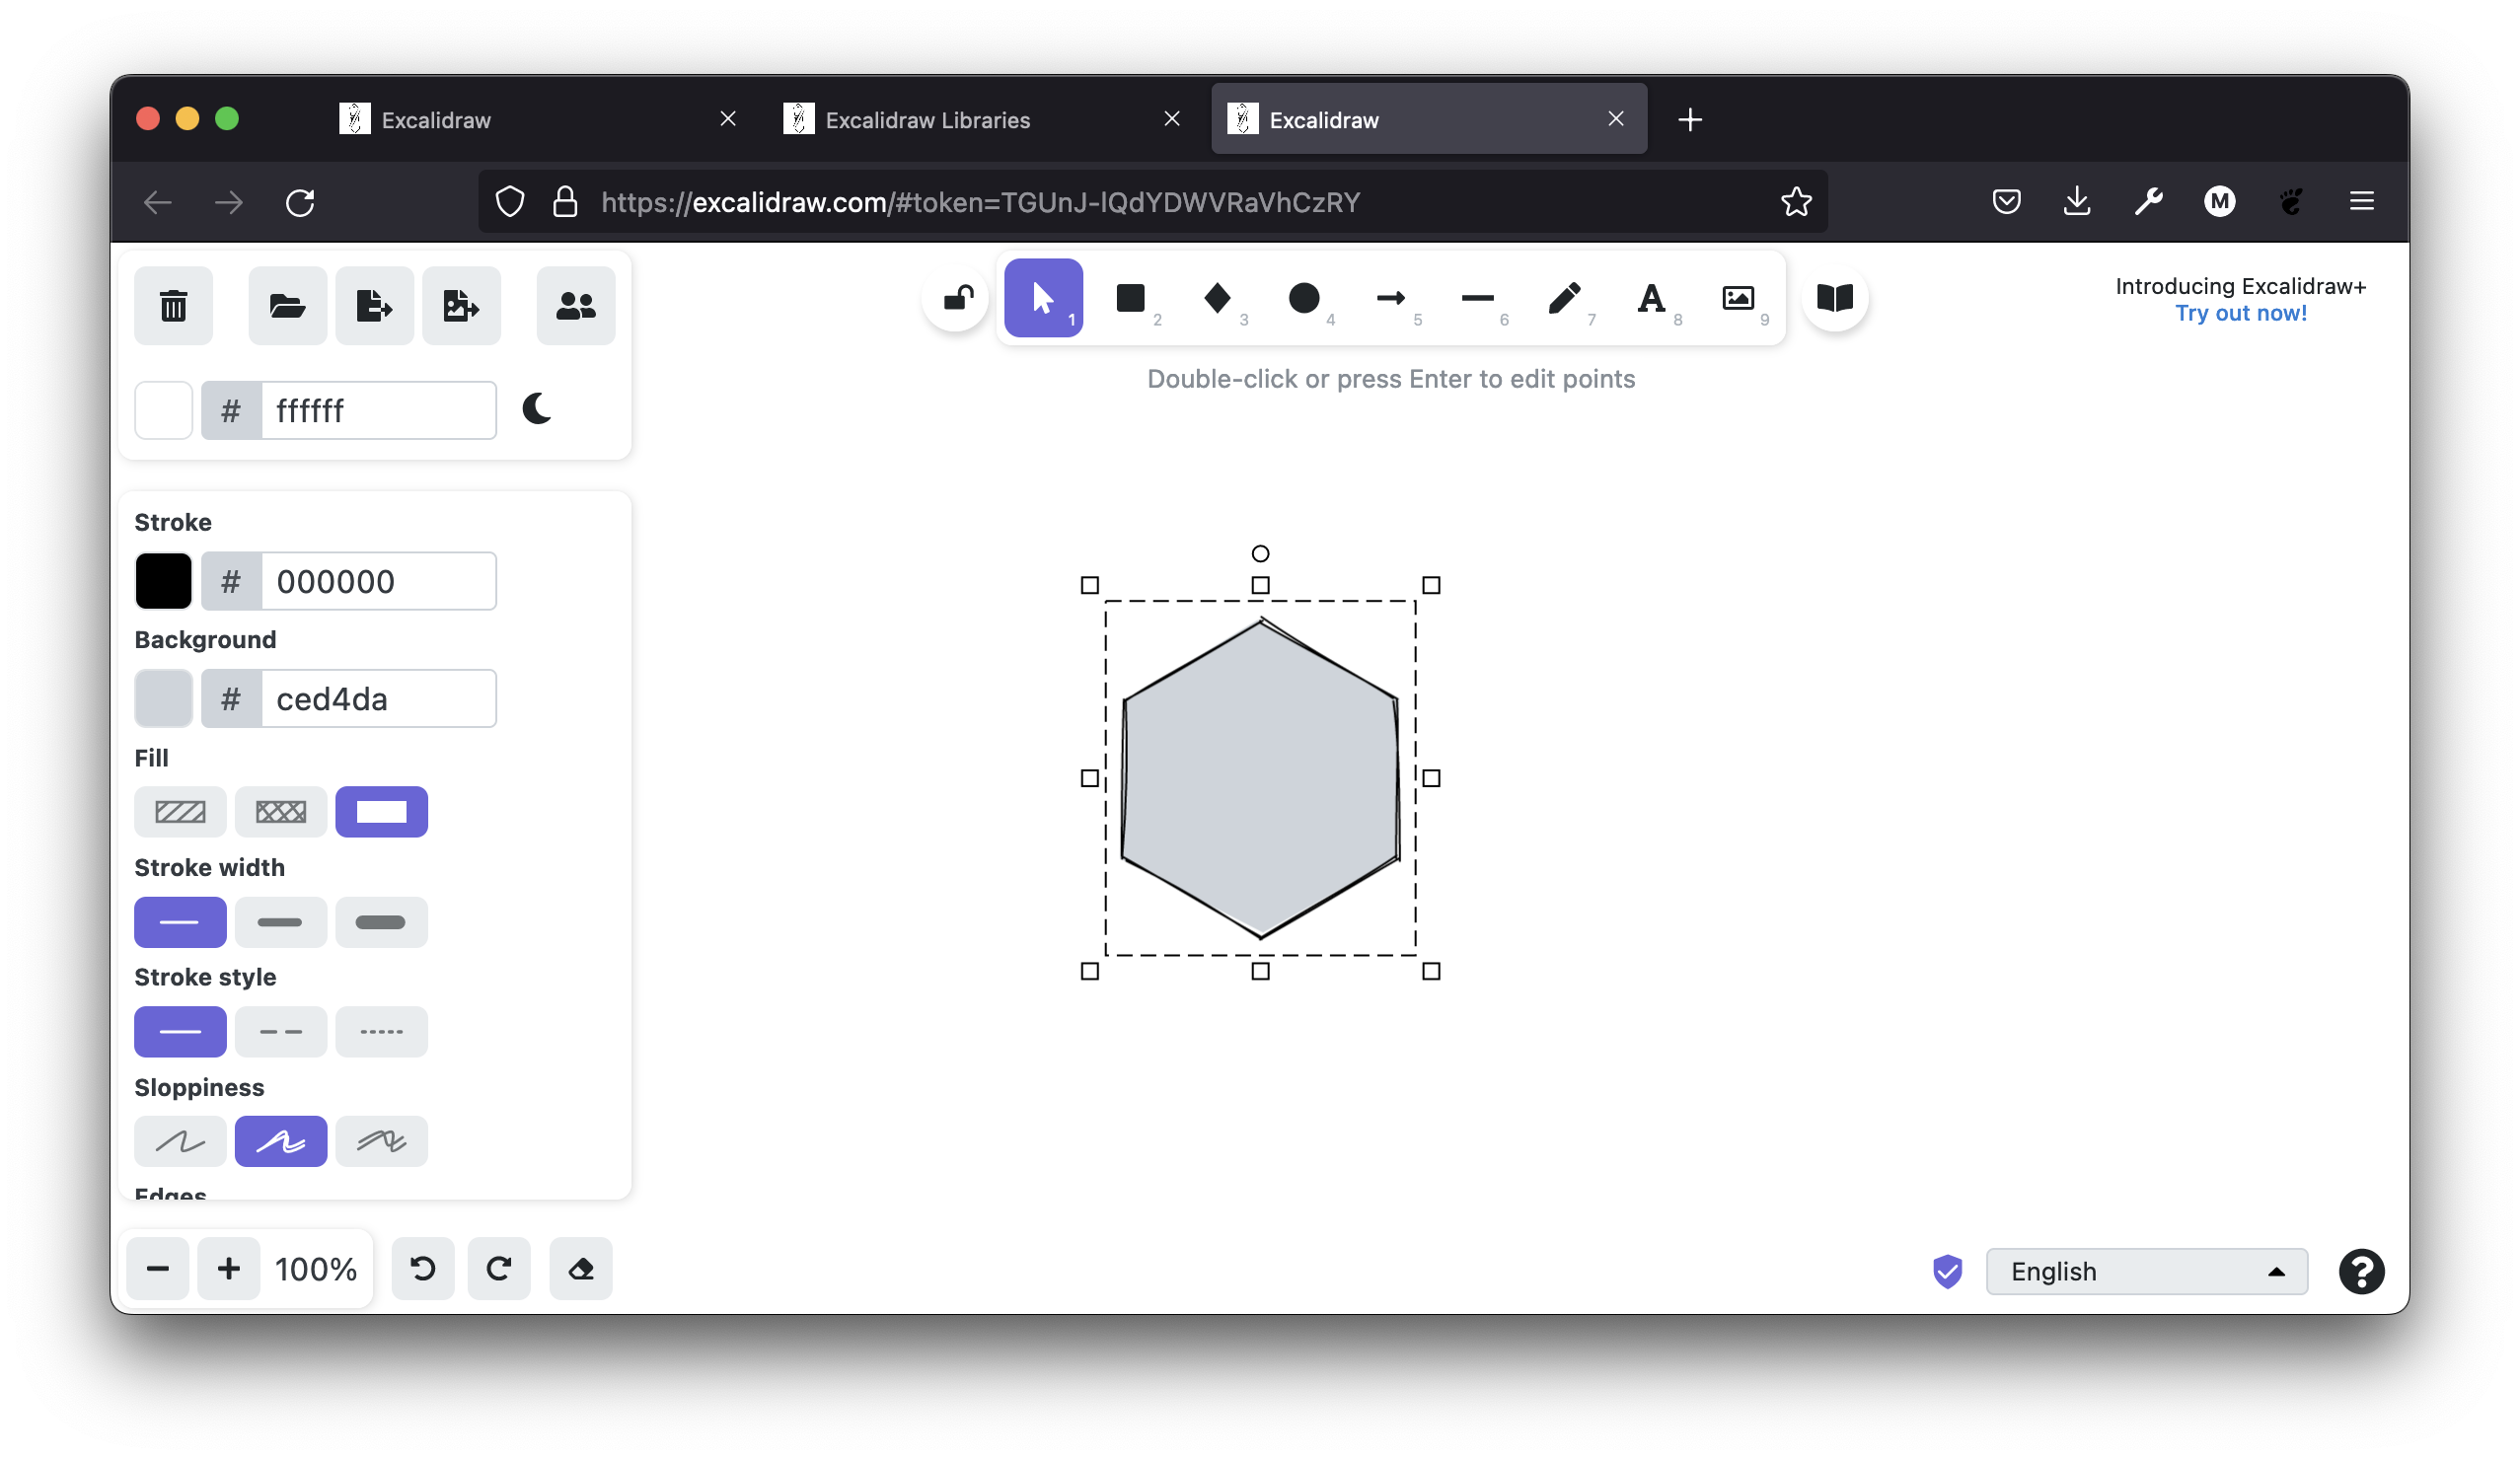 Excalidraw
Excalidraw Libraries
Excalidraw
https://excalidraw.com/#token=TGUnJ-lQdYDWVRaVhCzRY
M
1
2
3
4
5
6
7
A
8
9
Introducing Excalidraw+
Try out now!
Double-click or press Enter to edit points
# ffffff
Stroke
# 000000
Background
# ced4da
Fill
Stroke width
Stroke style
Sloppiness
Edges
100%
English
?